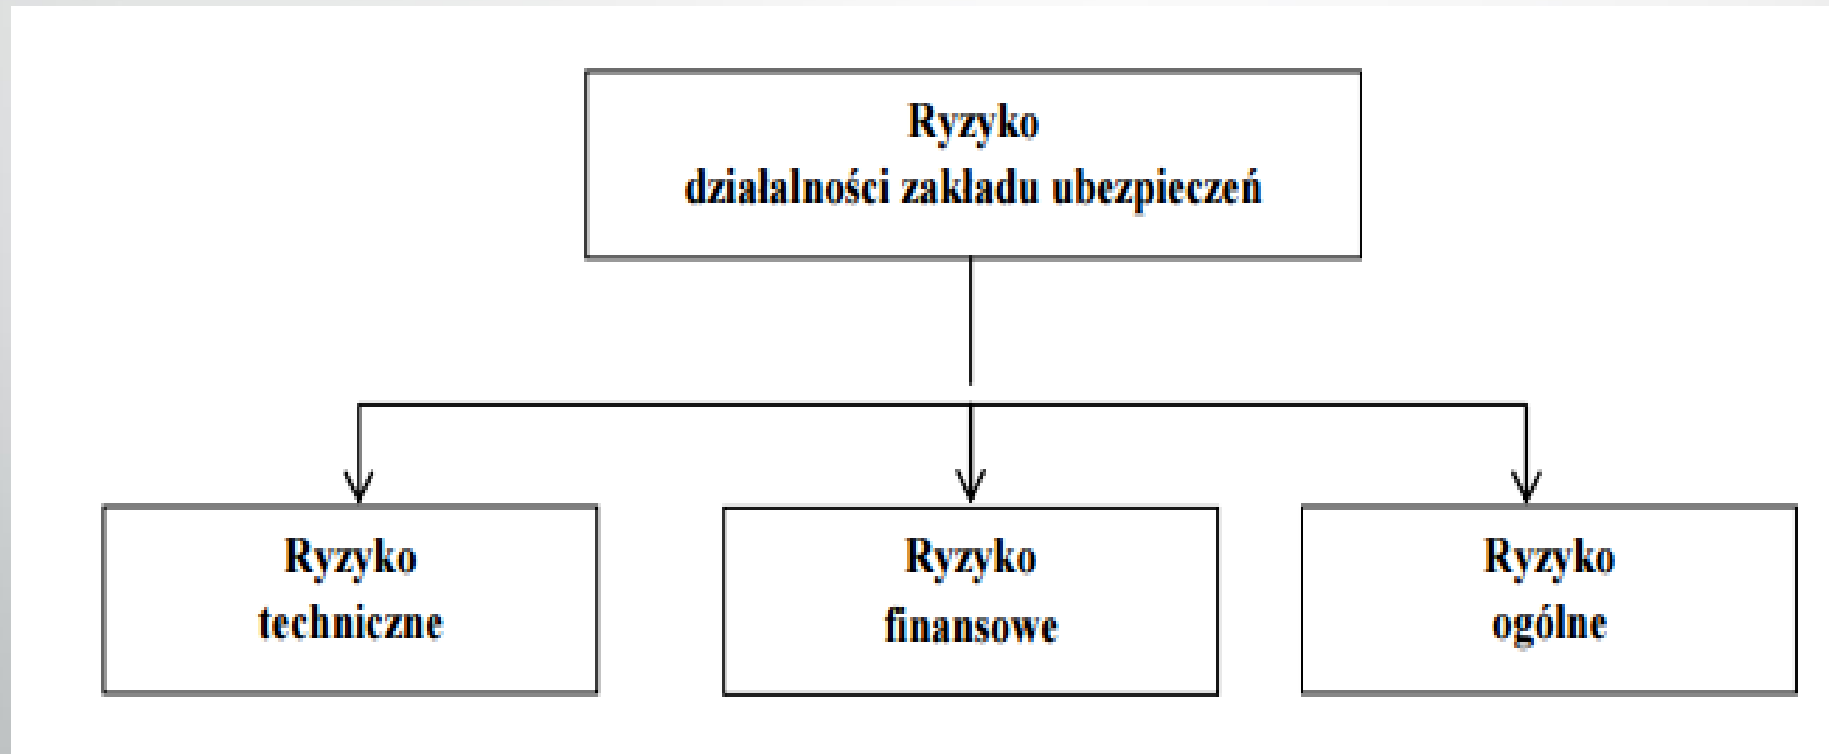 Ryzyko
działalności zakładu ubezpieczeń
Ryzyko
techniczne
Ryzyko
finansowe
Ryzyko
ogólne